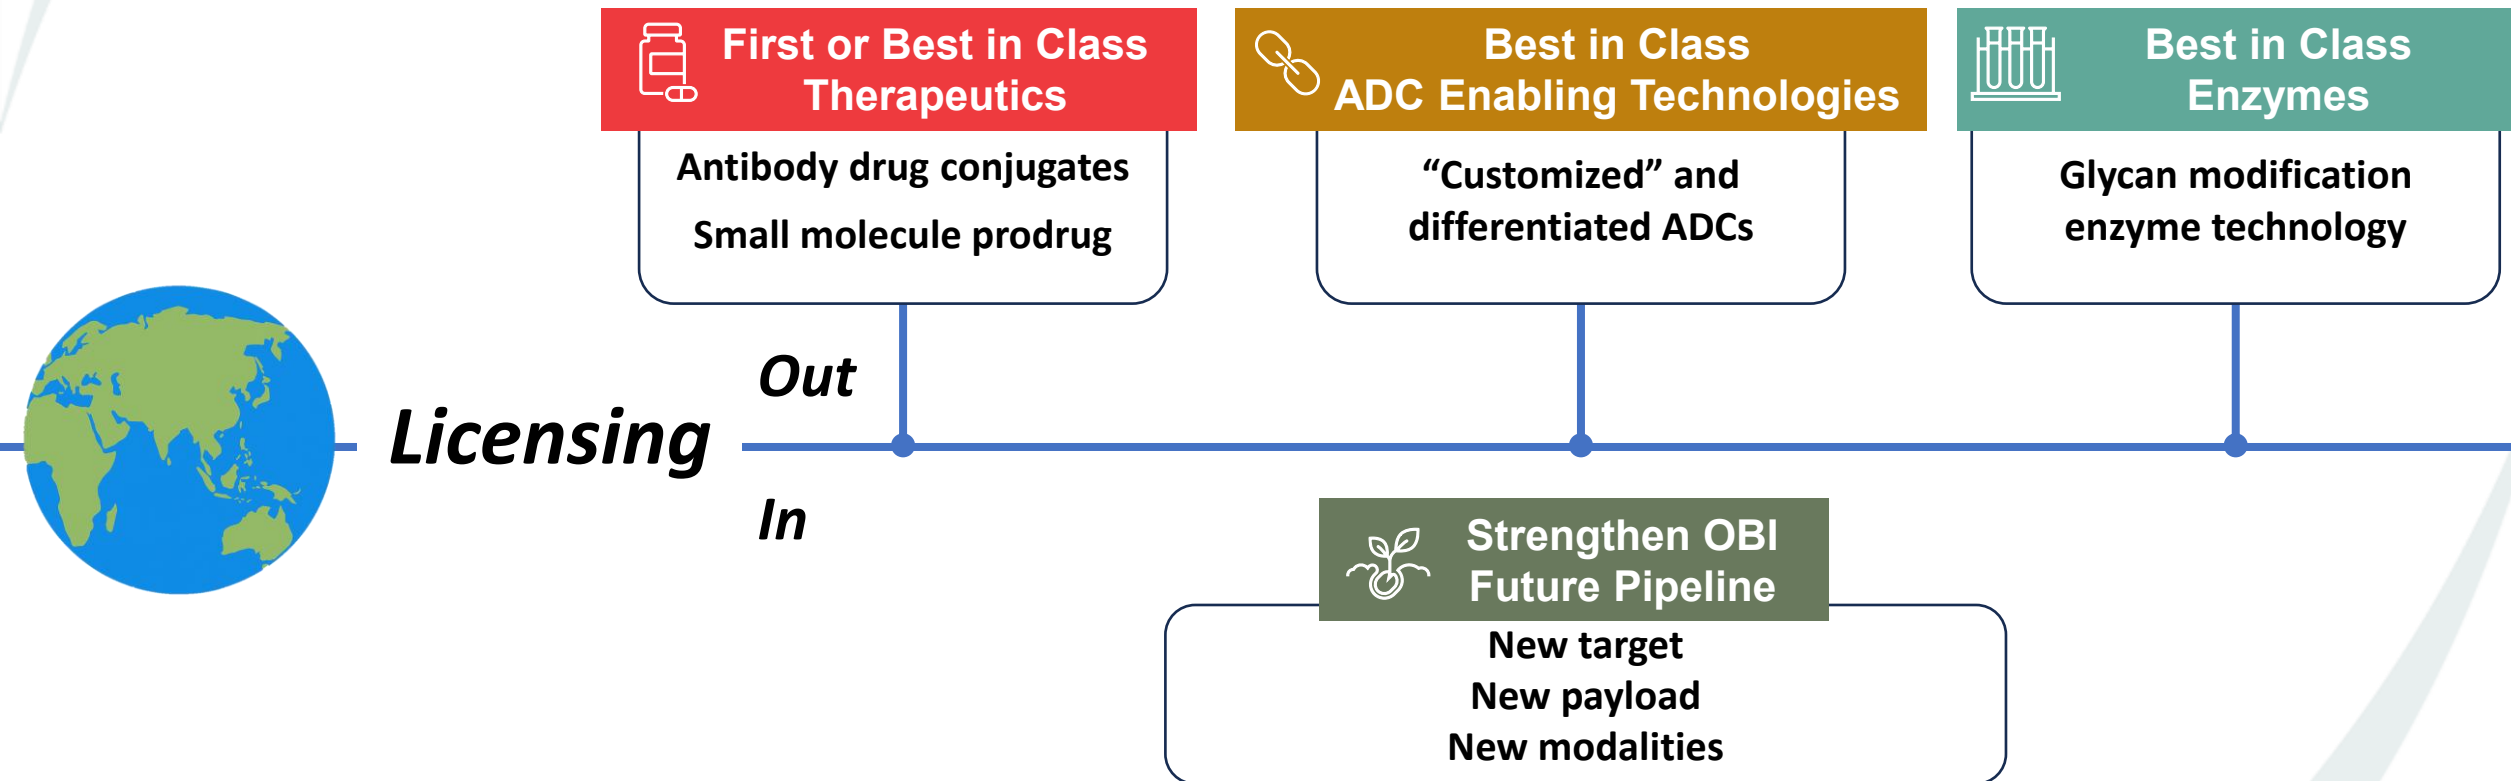 First or Best in Class
Therapeutics
Antibody drug conjugates
Small molecule prodrug
Best in Class
ADC Enabling Technologies
“Customized” and
differentiated ADCs
Best in Class
Enzymes
Glycan modification
enzyme technology
Out
Licensing
In
Strengthen OBI
Future Pipeline
New target
New payload
New modalities